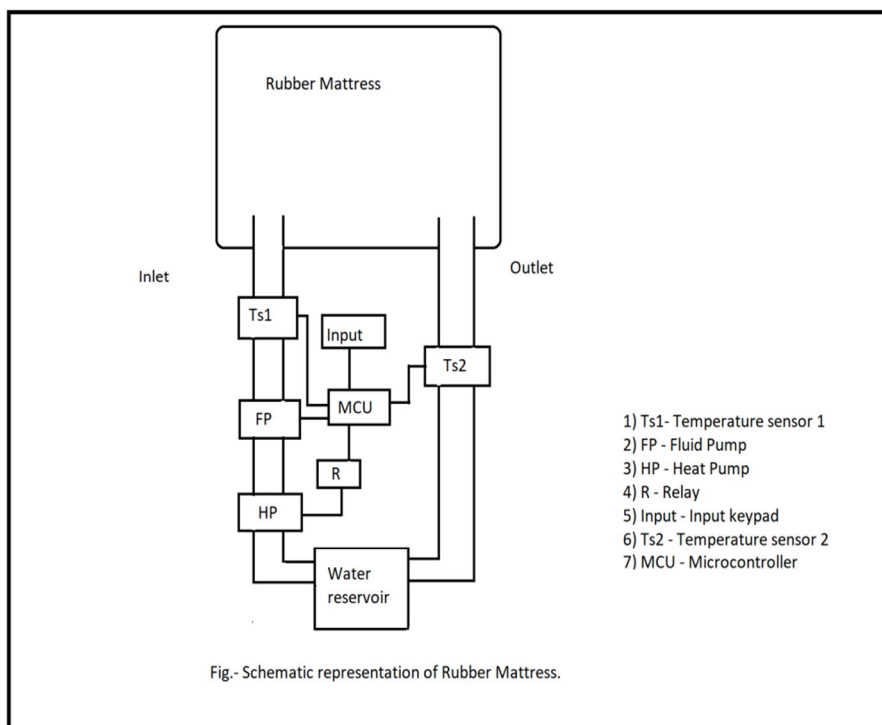 Rubber Mattress
Inlet
Outlet
Ts1
Input
Ts2
MCU
FP
R
HP
Water
reservoir
1) Ts1- Temperature sensor 1
2) FP - Fluid Pump
3) HP - Heat Pump
4) R - Relay
5) Input - Input keypad
6) Ts2 - Temperature sensor 2
7) MCU - Microcontroller
Fig.- Schematic representation of Rubber Mattress.